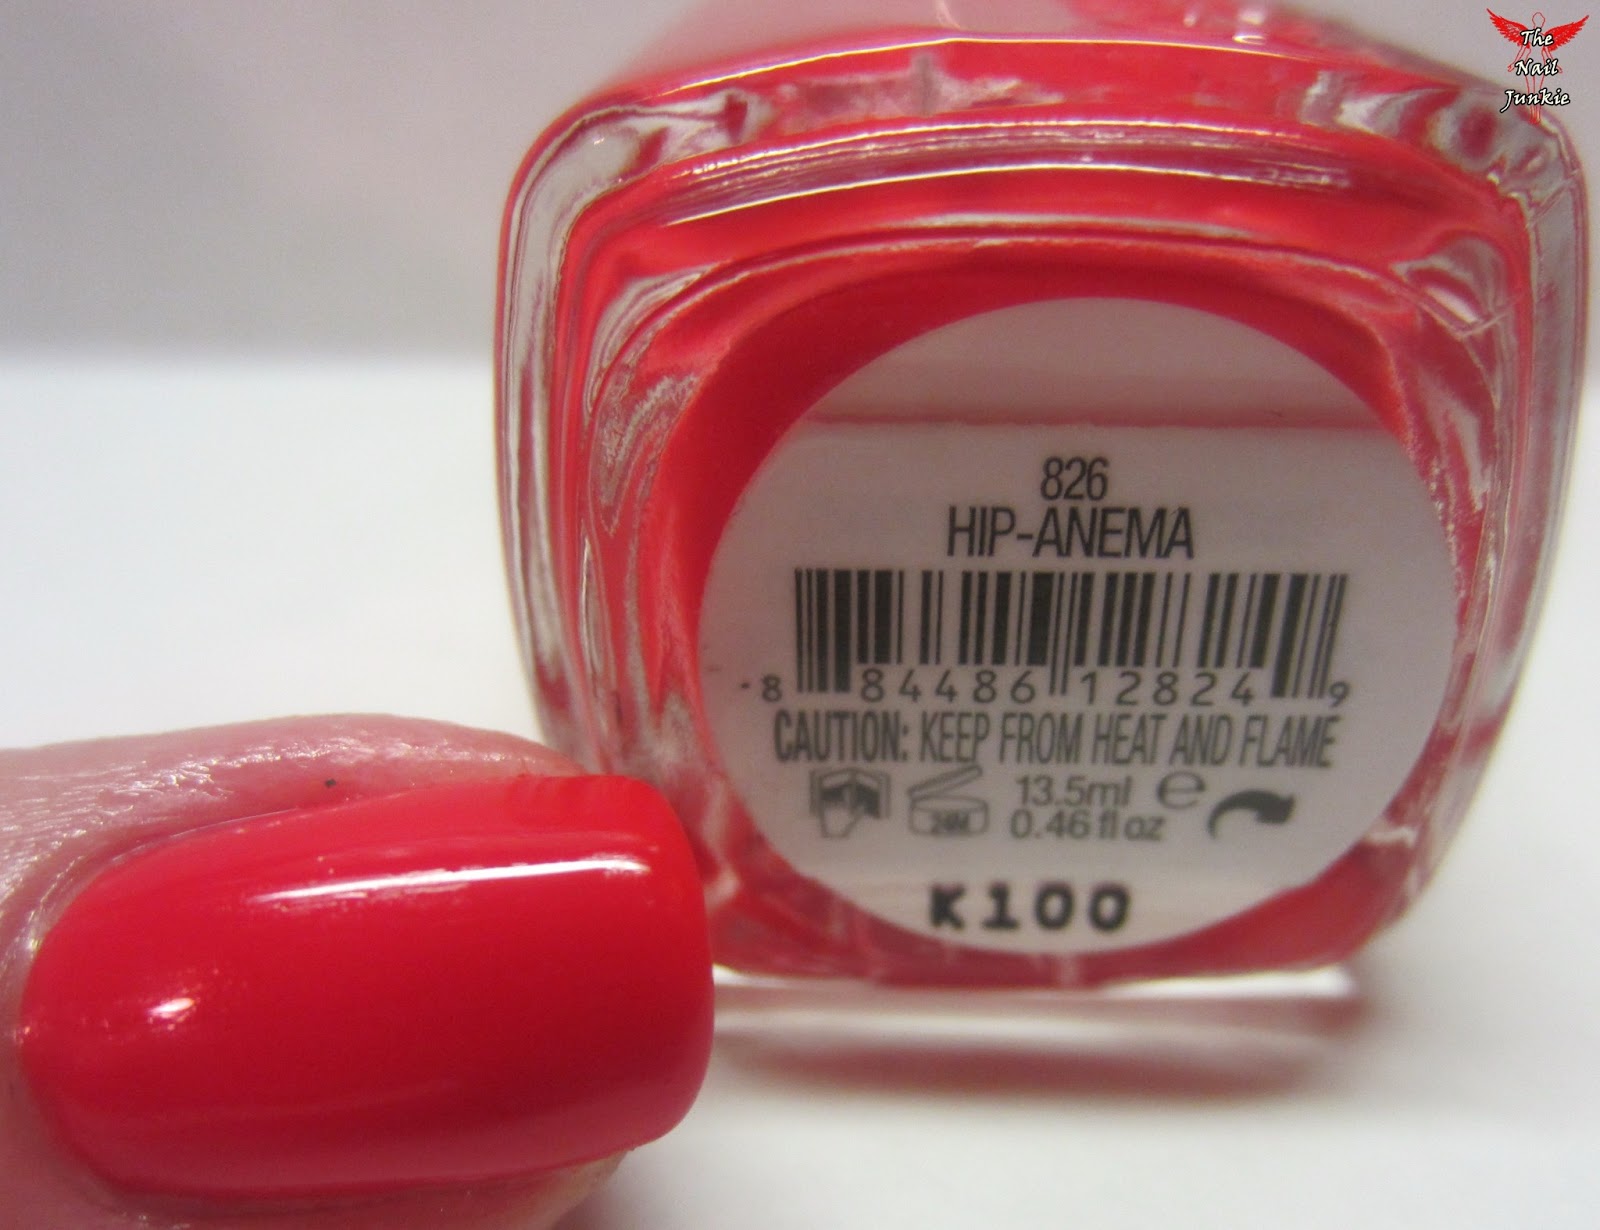 The
Nail
Junkie
826
HIP-ANEMA
8 84486 12824 9
CAUTION: KEEP FROM HEAT AND FLAME
24M 13.5ml e
0.46 fl oz
K100